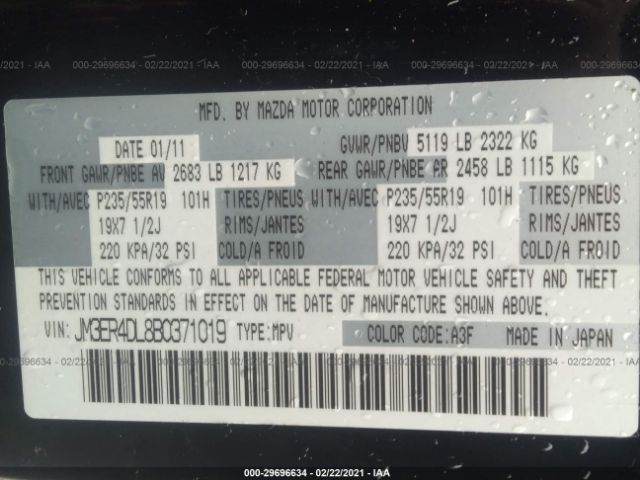 000-29696634 - 02/22/2021 - IAA
MFD. BY MAZDA MOTOR CORPORATION
DATE 01/11 GVWR/PNBV 5119 LB 2322 KG
FRONT GAWR/PNBE AV 2683 LB 1217 KG REAR GAWR/PNBE AR 2458 LB 1115 KG
WITH/AVEC P235/55R19 101H TIRES/PNEUS WITH/AVEC P235/55R19 101H TIRES/PNEUS
19X7 1/2J RIMS/JANTES 19X7 1/2J RIMS/JANTES
220 KPA/32 PSI COLD/A FROID 220 KPA/32 PSI COLD/A FROID
THIS VEHICLE CONFORMS TO ALL APPLICABLE FEDERAL MOTOR VEHICLE SAFETY AND THEFT
PREVENTION STANDARDS IN EFFECT ON THE DATE OF MANUFACTURE SHOWN ABOVE.
VIN: JM3ER4DL8B0371019 TYPE:MPV COLOR CODE:A3F MADE IN JAPAN
000-29696634 - 02/22/2021 - IAA